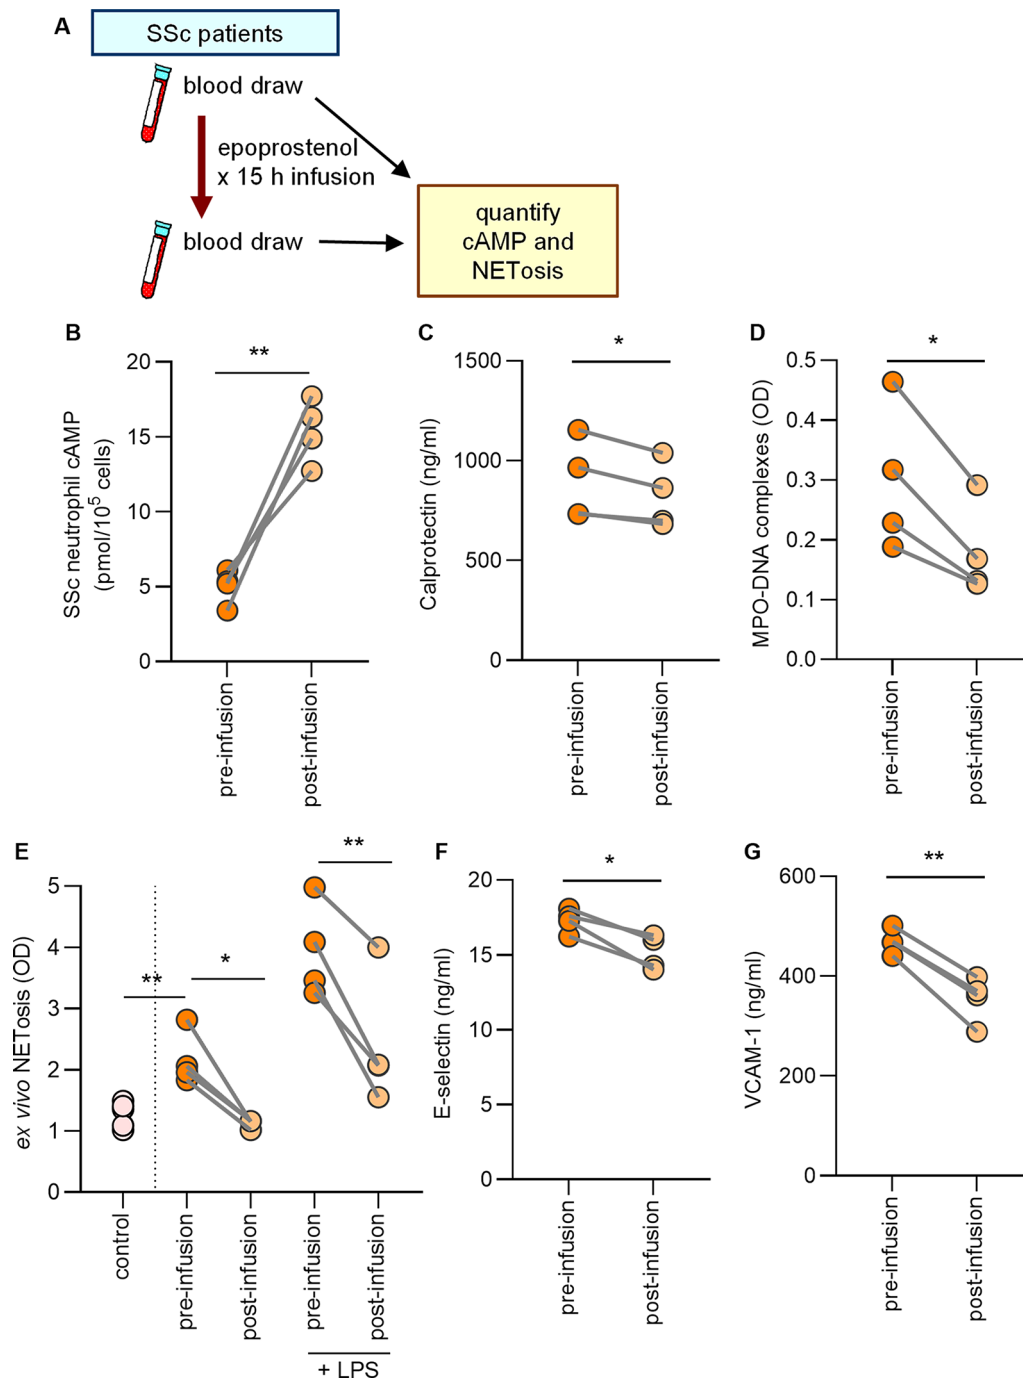 A
SSc patients
blood draw
epoprostenol
x 15 h infusion
blood draw
quantify
cAMP and
NETosis
B
**
SSc neutrophil cAMP
(pmol/10⁵ cells)
20
15
10
5
0
pre-infusion
post-infusion
C
*
Calprotectin (ng/ml)
1500
1000
500
0
pre-infusion
post-infusion
D
*
MPO-DNA complexes (OD)
0.5
0.4
0.3
0.2
0.1
0.0
pre-infusion
post-infusion
E
**
*
**
ex vivo NETosis (OD)
5
4
3
2
1
0
control
pre-infusion
post-infusion
pre-infusion
post-infusion
+ LPS
F
*
E-selectin (ng/ml)
20
15
10
5
0
pre-infusion
post-infusion
G
**
VCAM-1 (ng/ml)
600
400
200
0
pre-infusion
post-infusion